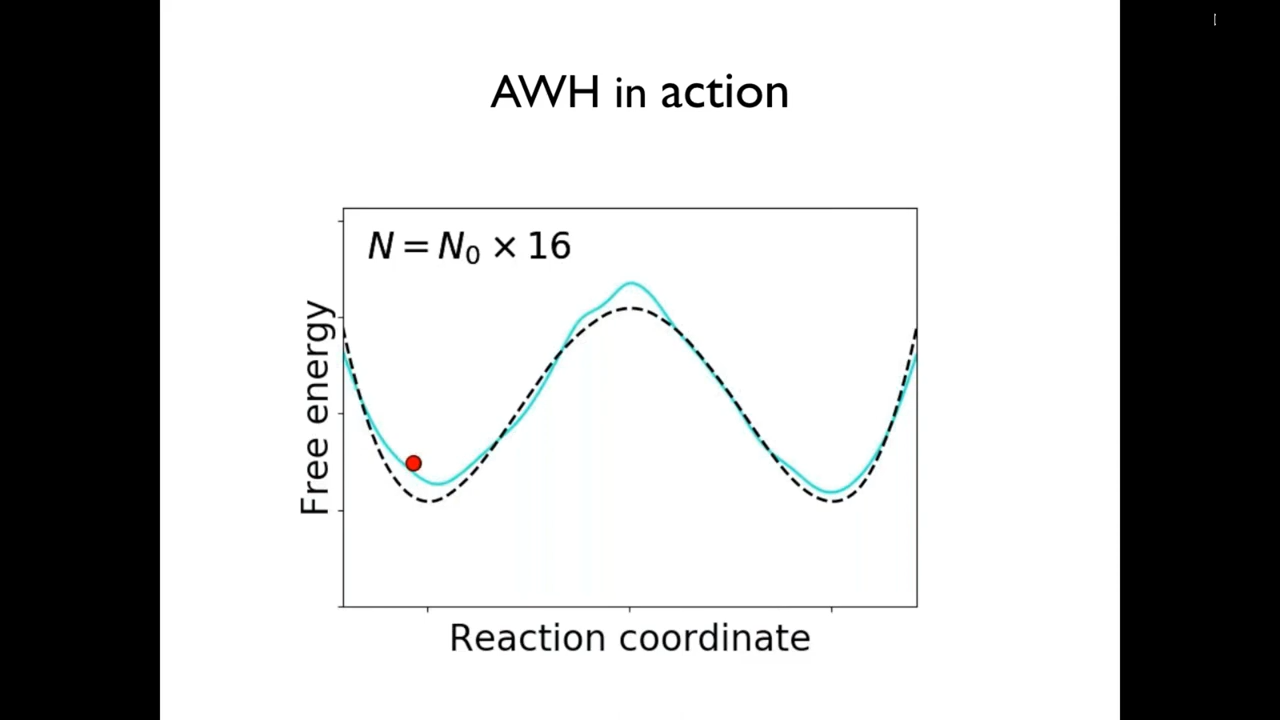 AWH in action
N = N₀ × 16
Free energy
Reaction coordinate